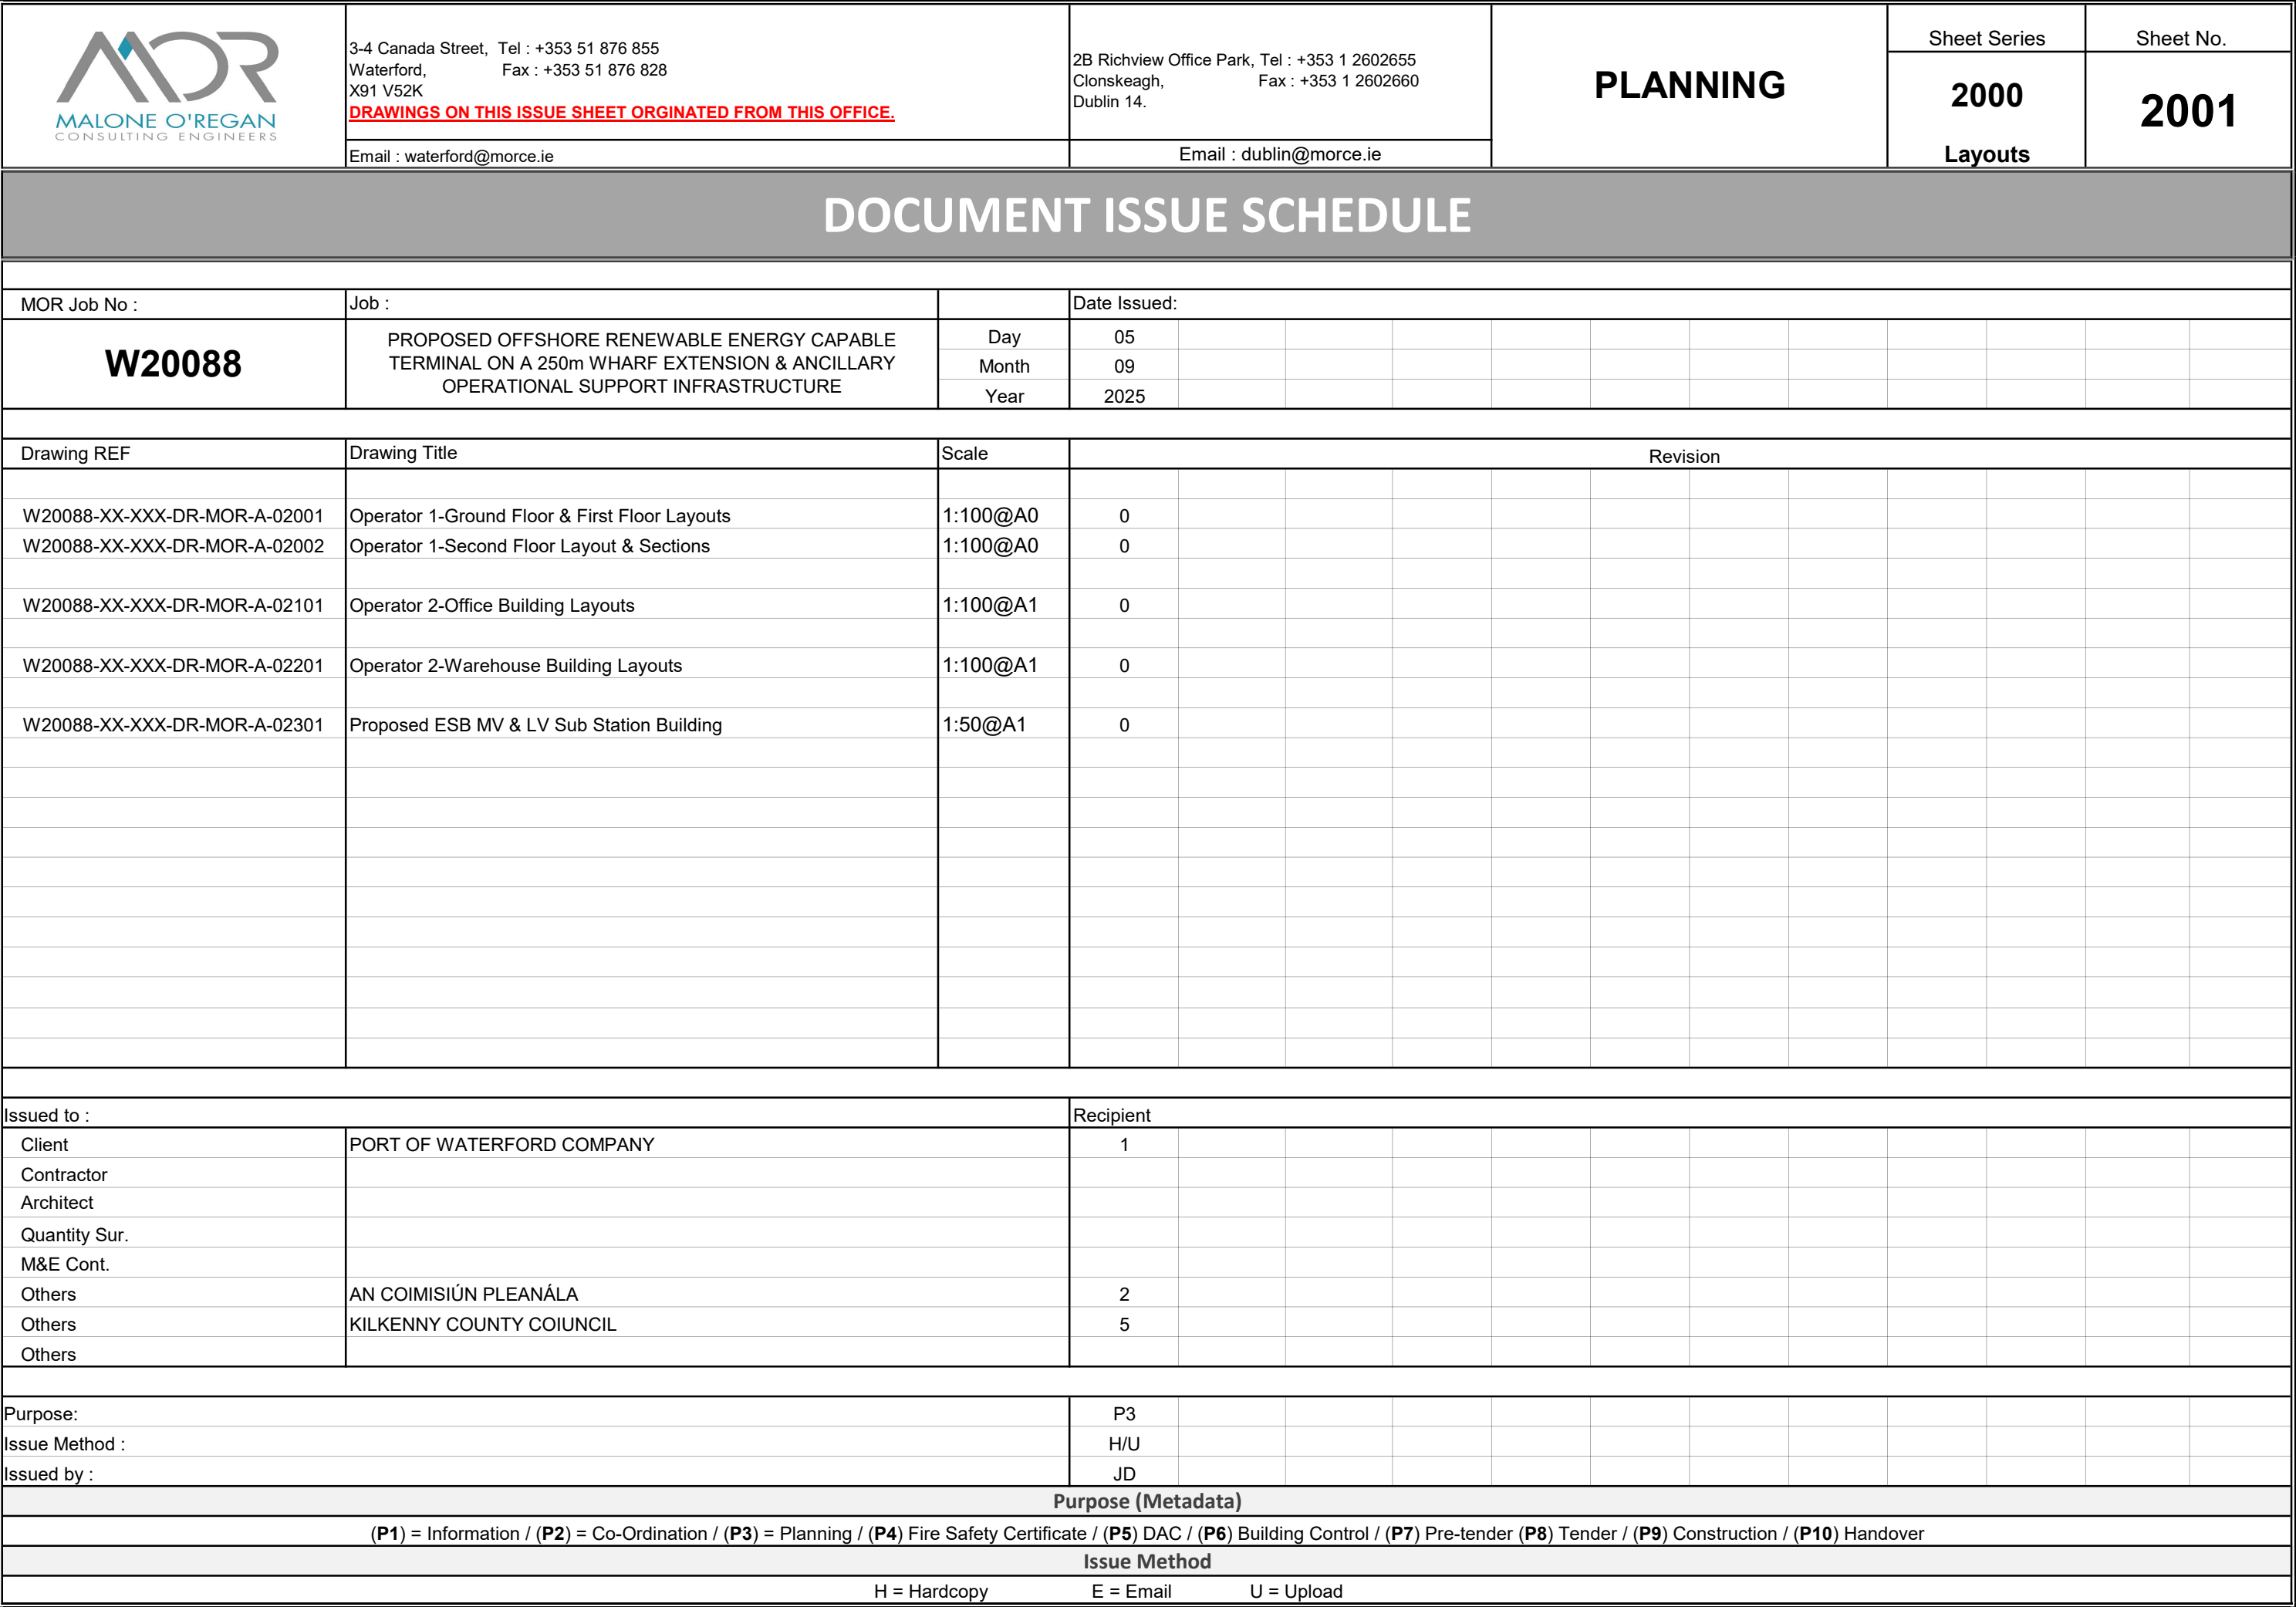 MOR
MALONE O'REGAN
CONSULTING ENGINEERS
3-4 Canada Street, Tel : +353 51 876 855
Waterford, Fax : +353 51 876 828
X91 V52K
DRAWINGS ON THIS ISSUE SHEET ORGINATED FROM THIS OFFICE.
Email : waterford@morce.ie
2B Richview Office Park, Tel : +353 1 2602655
Clonskeagh, Fax : +353 1 2602660
Dublin 14.
Email : dublin@morce.ie
PLANNING
Sheet Series
2000
Layouts
Sheet No.
2001
DOCUMENT ISSUE SCHEDULE
MOR Job No : Job : Date Issued:
W20088
PROPOSED OFFSHORE RENEWABLE ENERGY CAPABLE
TERMINAL ON A 250m WHARF EXTENSION & ANCILLARY
OPERATIONAL SUPPORT INFRASTRUCTURE
Day 05
Month 09
Year 2025
Drawing REF Drawing Title Scale Revision
W20088-XX-XXX-DR-MOR-A-02001 Operator 1-Ground Floor & First Floor Layouts 1:100@A0 0
W20088-XX-XXX-DR-MOR-A-02002 Operator 1-Second Floor Layout & Sections 1:100@A0 0
W20088-XX-XXX-DR-MOR-A-02101 Operator 2-Office Building Layouts 1:100@A1 0
W20088-XX-XXX-DR-MOR-A-02201 Operator 2-Warehouse Building Layouts 1:100@A1 0
W20088-XX-XXX-DR-MOR-A-02301 Proposed ESB MV & LV Sub Station Building 1:50@A1 0
Issued to : Recipient
Client PORT OF WATERFORD COMPANY 1
Contractor
Architect
Quantity Sur.
M&E Cont.
Others AN COIMISIÚN PLEANÁLA 2
Others KILKENNY COUNTY COIUNCIL 5
Others
Purpose: P3
Issue Method : H/U
Issued by : JD
Purpose (Metadata)
(P1) = Information / (P2) = Co-Ordination / (P3) = Planning / (P4) Fire Safety Certificate / (P5) DAC / (P6) Building Control / (P7) Pre-tender (P8) Tender / (P9) Construction / (P10) Handover
Issue Method
H = Hardcopy E = Email U = Upload